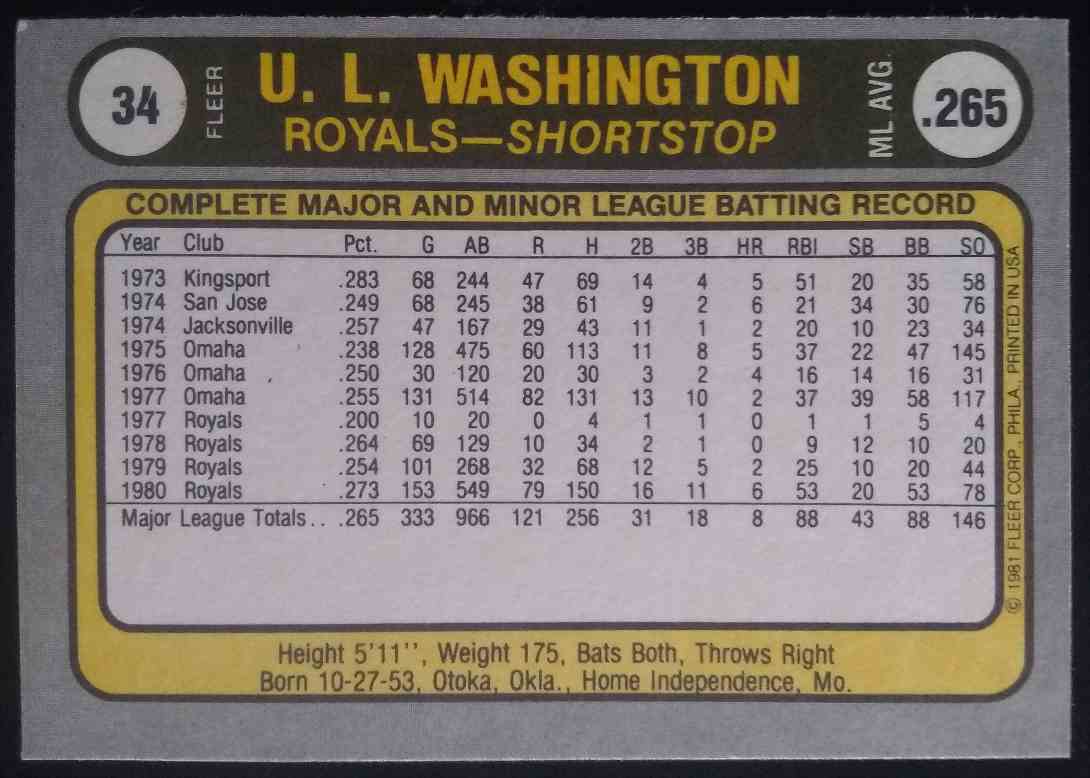 34 FLEER U. L. WASHINGTON ML AVG. .265
ROYALS—SHORTSTOP
COMPLETE MAJOR AND MINOR LEAGUE BATTING RECORD
Year Club Pct. G AB R H 2B 3B HR RBI SB BB SO
1973 Kingsport .283 68 244 47 69 14 4 5 51 20 35 58
1974 San Jose .249 68 245 38 61 9 2 6 21 34 30 76
1974 Jacksonville .257 47 167 29 43 11 1 2 20 10 23 34
1975 Omaha .238 128 475 60 113 11 8 5 37 22 47 145
1976 Omaha .250 30 120 20 30 3 2 4 16 14 16 31
1977 Omaha .255 131 514 82 131 13 10 2 37 39 58 117
1977 Royals .200 10 20 0 4 1 1 0 1 1 5 4
1978 Royals .264 69 129 10 34 2 1 0 9 12 10 20
1979 Royals .254 101 268 32 68 12 5 2 25 10 20 44
1980 Royals .273 153 549 79 150 16 11 6 53 20 53 78
Major League Totals.. .265 333 966 121 256 31 18 8 88 43 88 146
© 1981 FLEER CORP., PHILA., PRINTED IN USA
Height 5'11'', Weight 175, Bats Both, Throws Right
Born 10-27-53, Otoka, Okla., Home Independence, Mo.